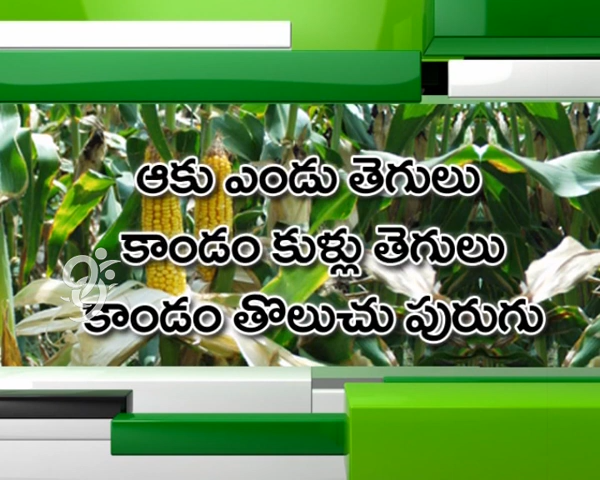 ఆకు ఎండు తెగులు
కాండం కుళ్లు తెగులు
కాండం తొలుచు పురుగు